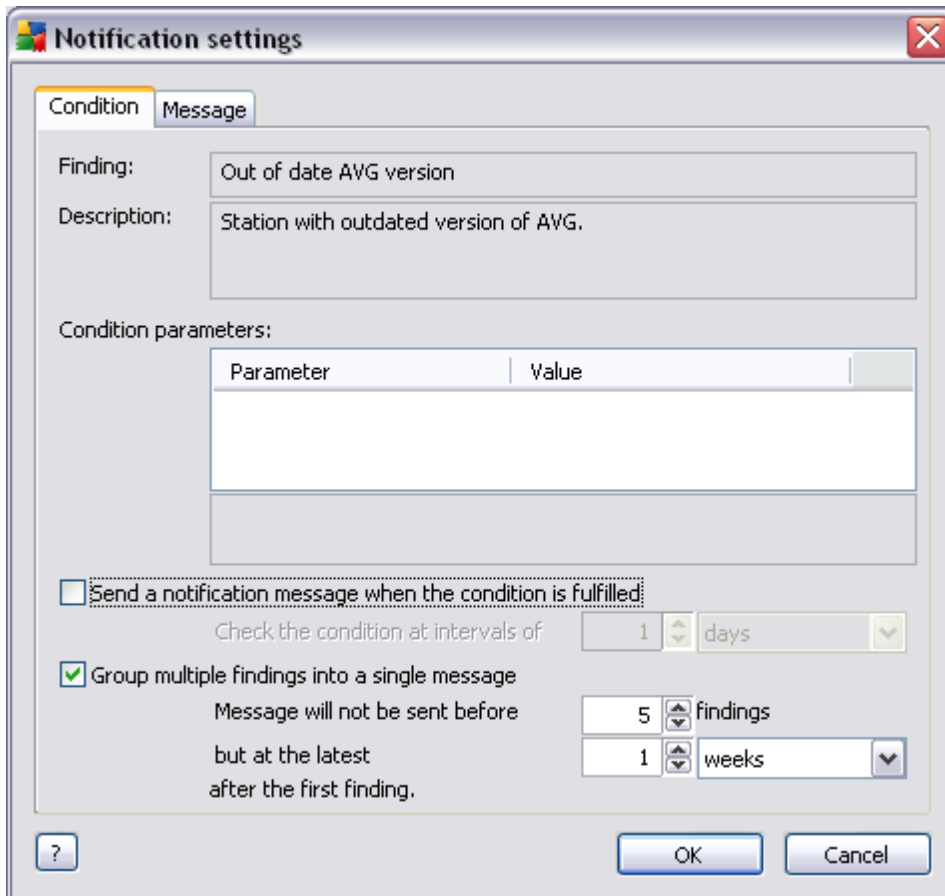 Notification settings
Condition
Message
Finding:
Out of date AVG version
Description:
Station with outdated version of AVG.
Condition parameters:
Parameter
Value
Send a notification message when the condition is fulfilled
Check the condition at intervals of 1 days
Group multiple findings into a single message
Message will not be sent before 5 findings
but at the latest 1 weeks
after the first finding.
?
OK
Cancel